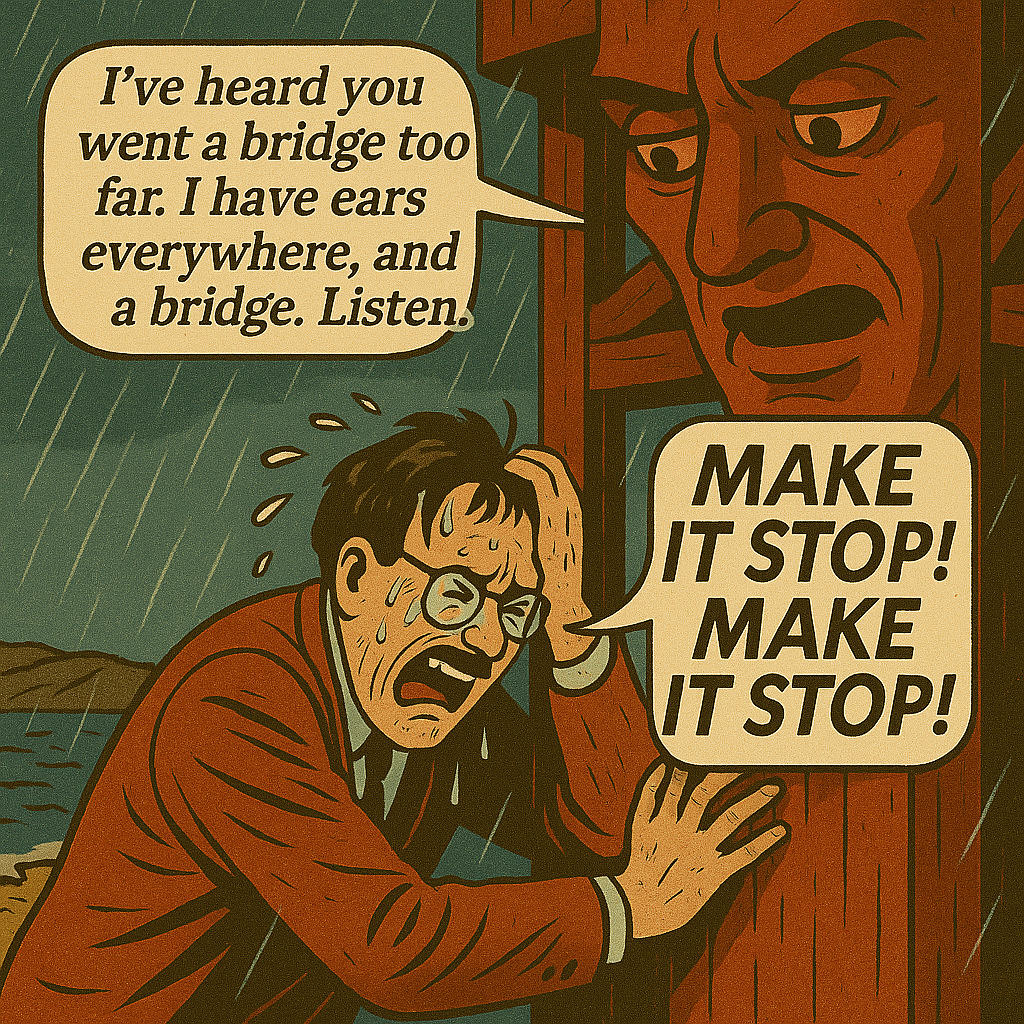 I've heard you
went a bridge too
far. I have ears
everywhere, and
a bridge. Listen.
MAKE
IT STOP!
MAKE
IT STOP!